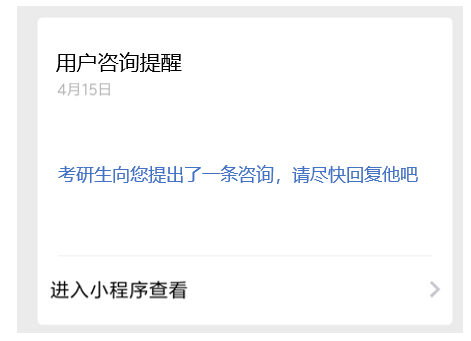 用户咨询提醒
4月15日
考研生向您提出了一条咨询，请尽快回复他吧
进入小程序查看